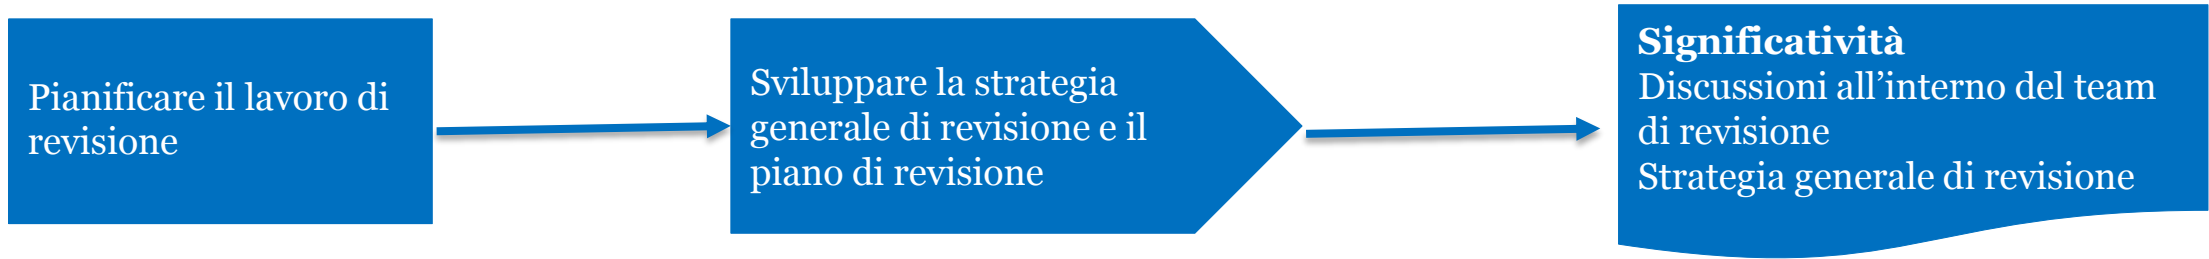 Pianificare il lavoro di
revisione
Sviluppare la strategia
generale di revisione e il
piano di revisione
Significatività
Discussioni all’interno del team
di revisione
Strategia generale di revisione